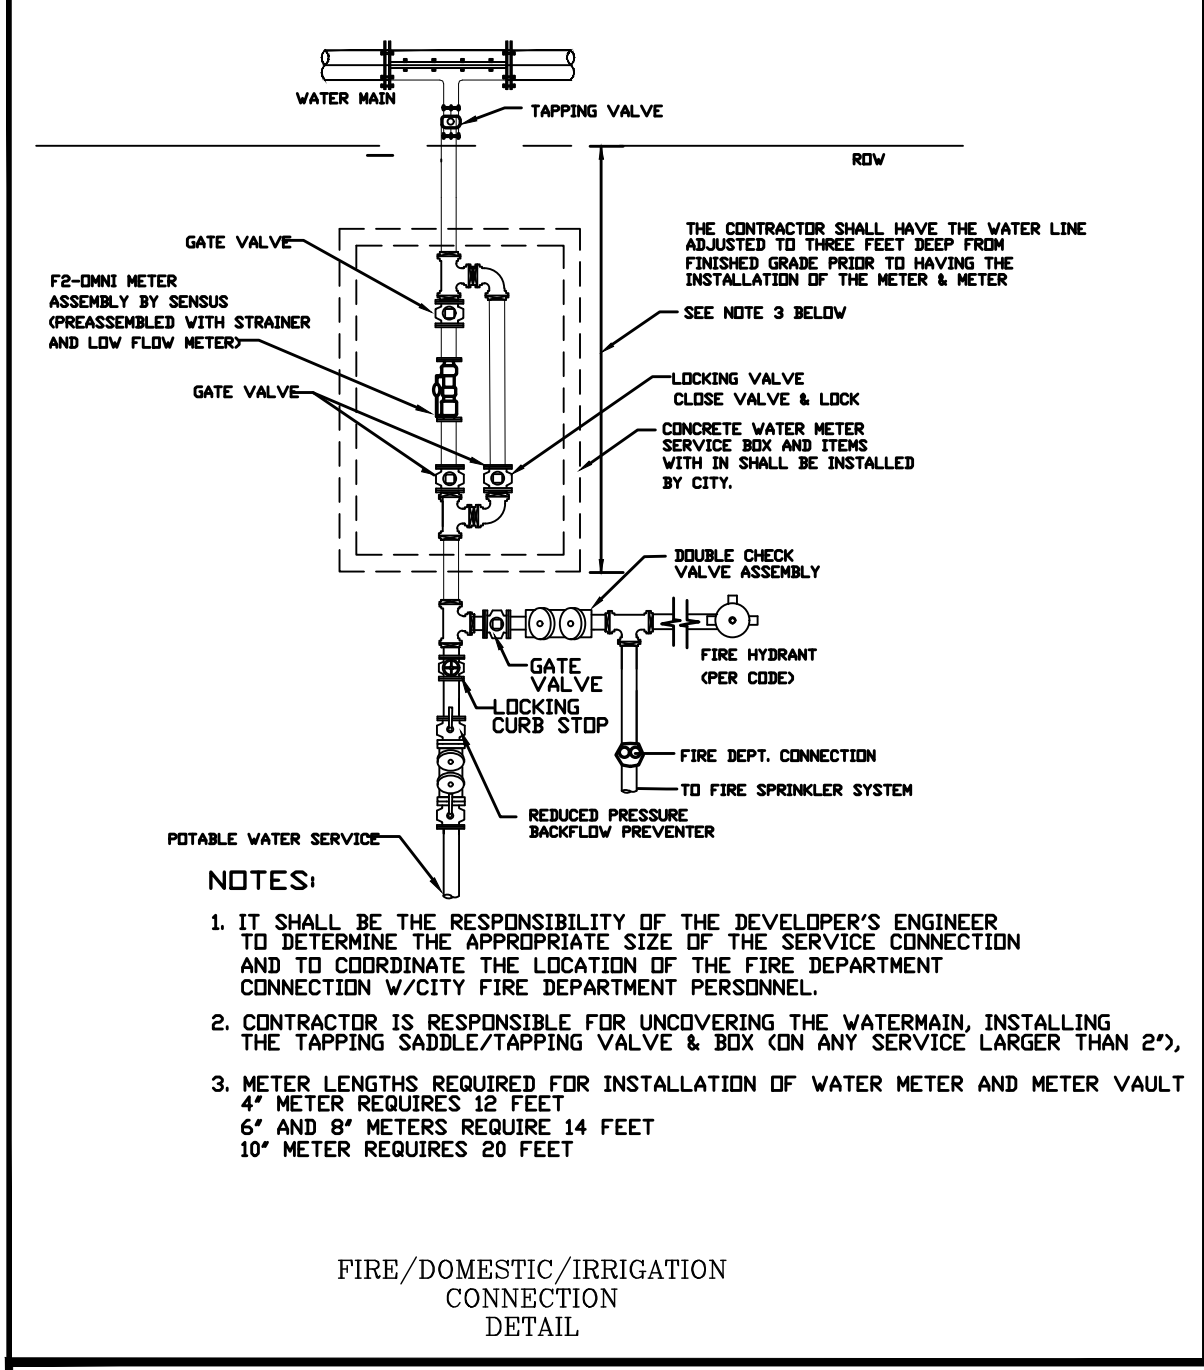 WATER MAIN
TAPPING VALVE
ROW
GATE VALVE
THE CONTRACTOR SHALL HAVE THE WATER LINE
ADJUSTED TO THREE FEET DEEP FROM
FINISHED GRADE PRIOR TO HAVING THE
INSTALLATION OF THE METER & METER
F2-OMNI METER
ASSEMBLY BY SENSUS
(PREASSEMBLED WITH STRAINER
AND LOW FLOW METER)
SEE NOTE 3 BELOW
GATE VALVE
LOCKING VALVE
CLOSE VALVE & LOCK
CONCRETE WATER METER
SERVICE BOX AND ITEMS
WITH IN SHALL BE INSTALLED
BY CITY.
DOUBLE CHECK
VALVE ASSEMBLY
FIRE HYDRANT
(PER CODE)
GATE
VALVE
LOCKING
CURB STOP
FIRE DEPT. CONNECTION
TO FIRE SPRINKLER SYSTEM
REDUCED PRESSURE
BACKFLOW PREVENTER
POTABLE WATER SERVICE
NOTES:
1. IT SHALL BE THE RESPONSIBILITY OF THE DEVELOPER'S ENGINEER
TO DETERMINE THE APPROPRIATE SIZE OF THE SERVICE CONNECTION
AND TO COORDINATE THE LOCATION OF THE FIRE DEPARTMENT
CONNECTION W/CITY FIRE DEPARTMENT PERSONNEL.
2. CONTRACTOR IS RESPONSIBLE FOR UNCOVERING THE WATERMAIN, INSTALLING
THE TAPPING SADDLE/TAPPING VALVE & BOX (ON ANY SERVICE LARGER THAN 2"),
3. METER LENGTHS REQUIRED FOR INSTALLATION OF WATER METER AND METER VAULT
4" METER REQUIRES 12 FEET
6" AND 8" METERS REQUIRE 14 FEET
10" METER REQUIRES 20 FEET
FIRE/DOMESTIC/IRRIGATION
CONNECTION
DETAIL